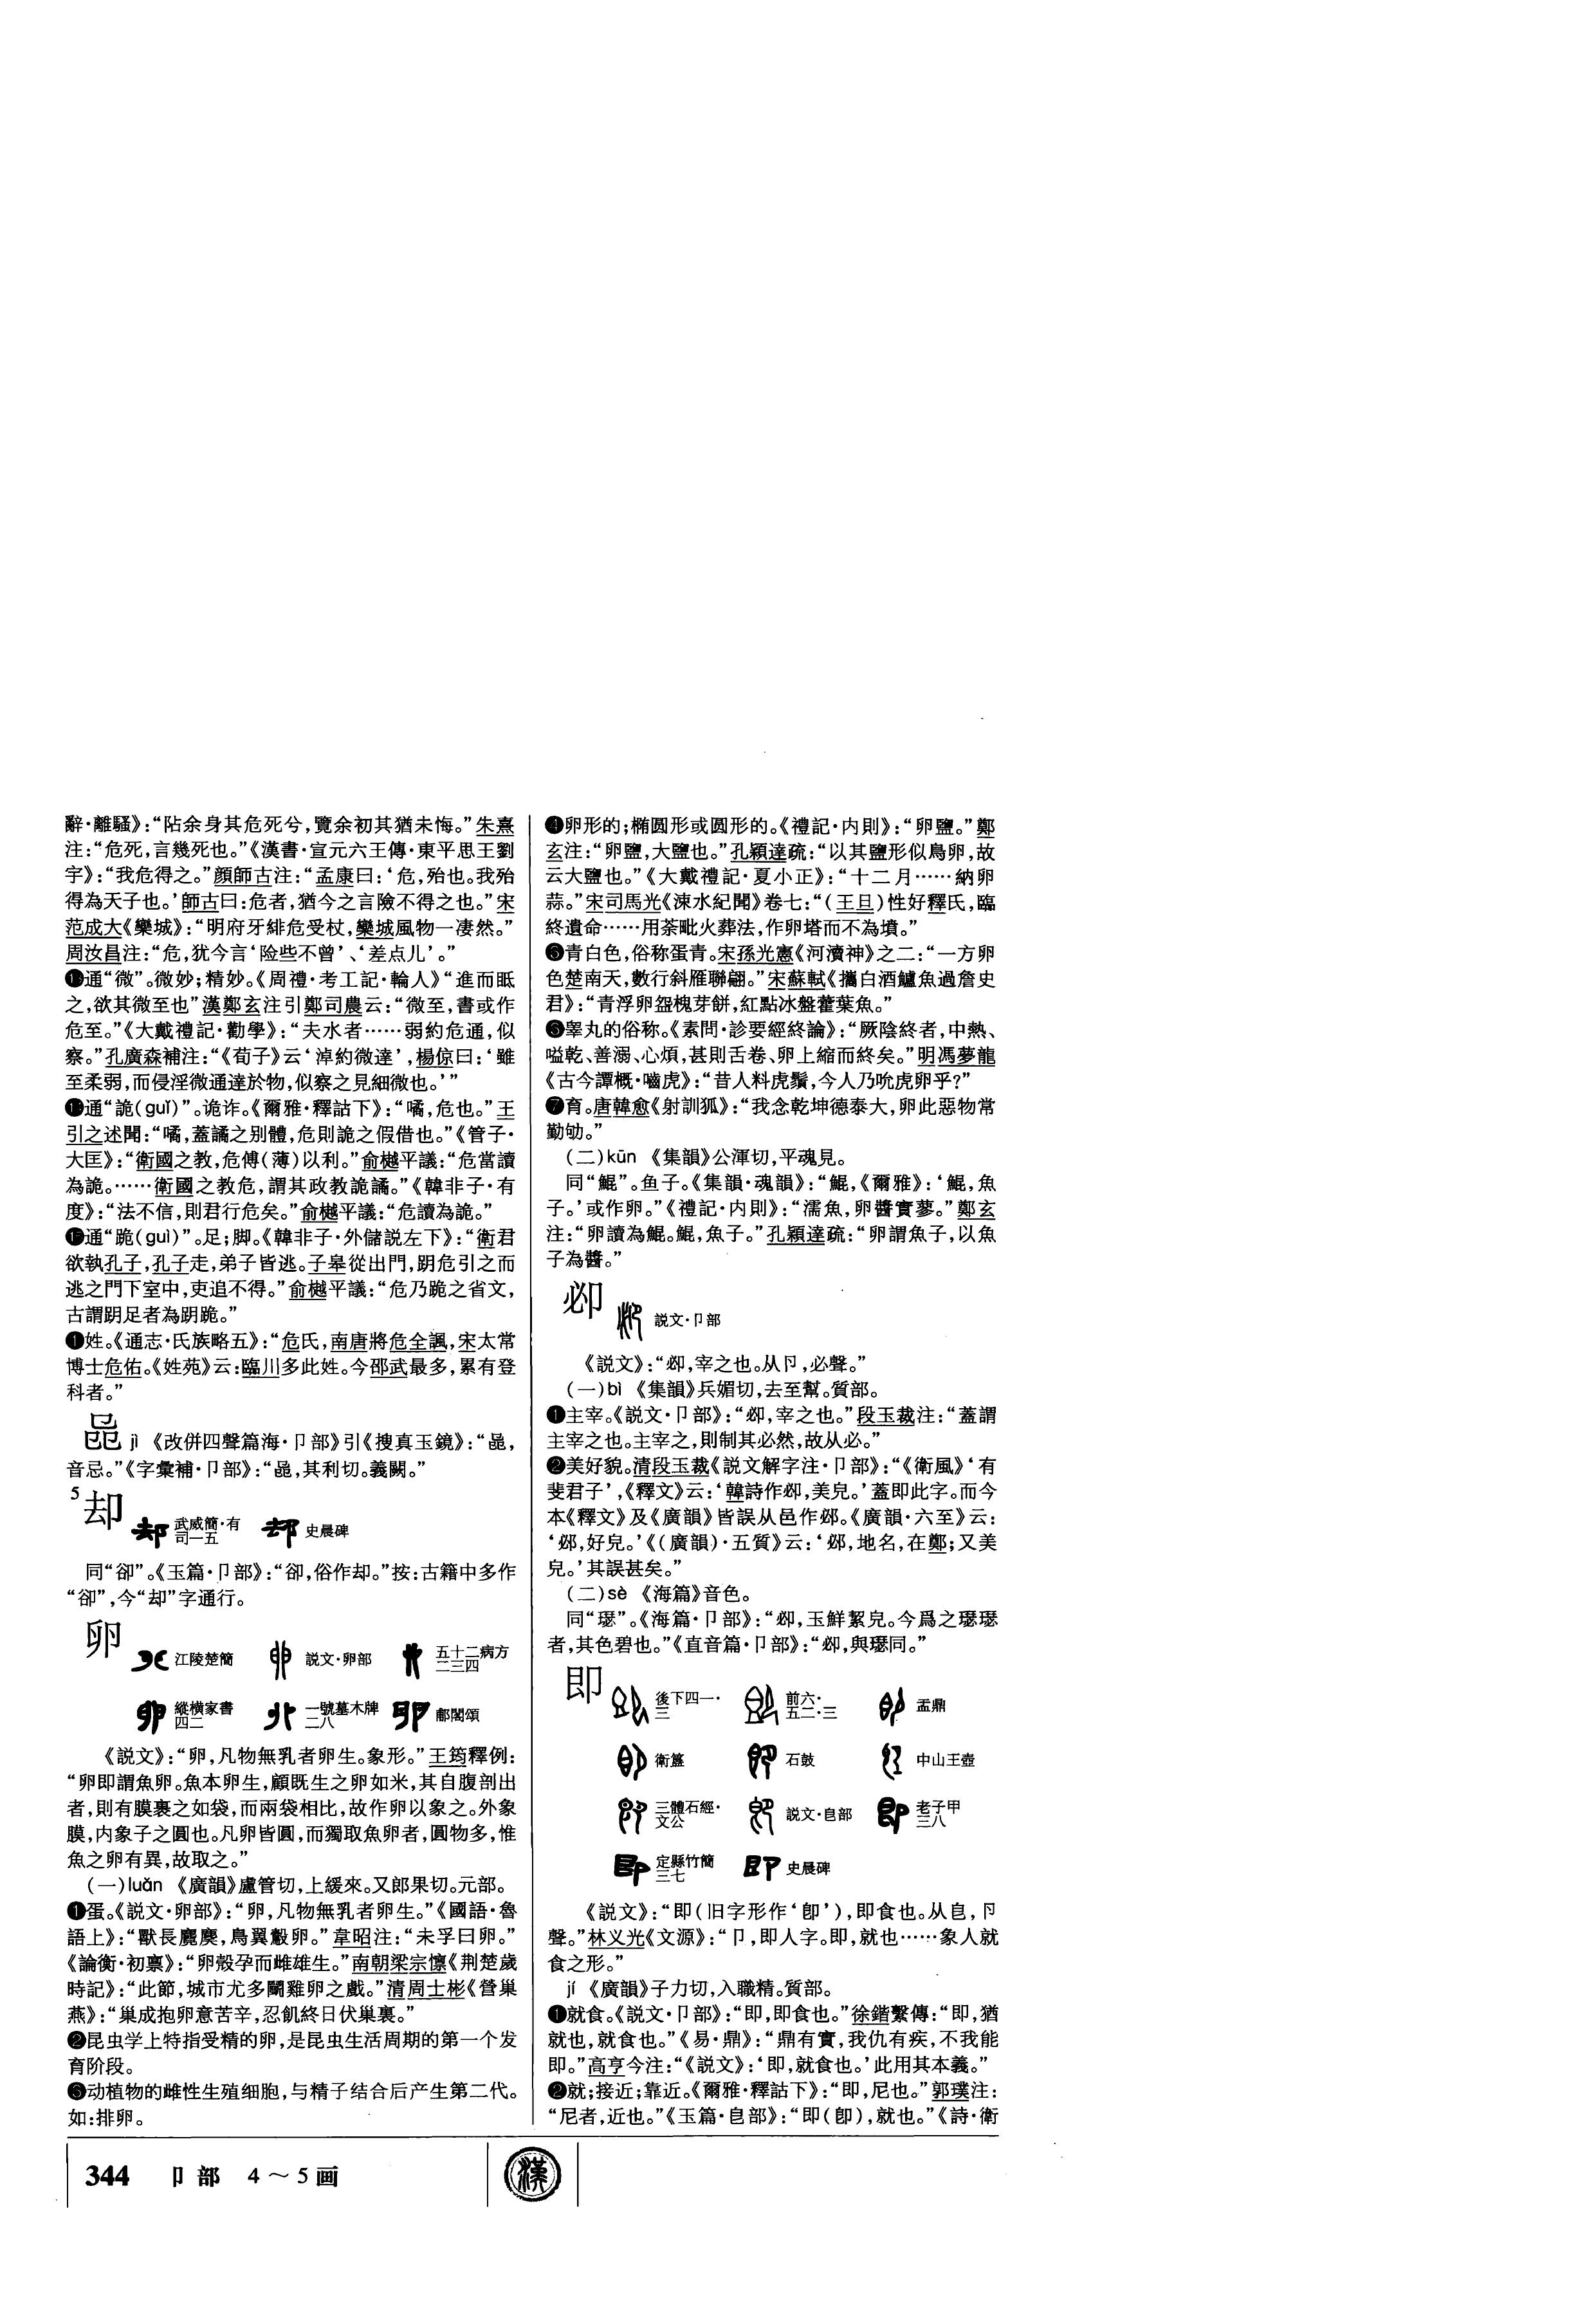 辭·離騷》：“阽余身其危死兮，覽余初其猶未悔。”朱熹
注：“危死，言幾死也。”《漢書·宣元六王傳·東平思王劉
宇》：“我危得之。”顔師古注：“孟康曰：‘危，殆也。我殆
得為天子也。’師古曰：危者，猶今之言險不得之也。”宋
范成大《欒城》：“明府牙緋危受杖，欒城風物一凄然。”
周汝昌注：“危，犹今言‘险些不曾’、‘差点儿’。”
通“微”。微妙；精妙。《周禮·考工記·輪人》“進而眡
之，欲其微至也”漢鄭玄注引鄭司農云：“微至，書或作
危至。”《大戴禮記·勸學》：“夫水者……弱約危通，似
察。”孔廣森補注：“《荀子》云‘淖約微達’，楊倞曰：‘雖
至柔弱，而侵淫微通達於物，似察之見細微也。’”
通“詭(guǐ)”。诡诈。《爾雅·釋詁下》：“噊，危也。”王
引之述聞：“噊，蓋譎之别體，危則詭之假借也。”《管子·
大匡》：“衛國之教，危傅(薄)以利。”俞樾平議：“危當讀
為詭。……衛國之教危，謂其政教詭譎。”《韓非子·有
度》：“法不信，則君行危矣。”俞樾平議：“危讀為詭。”
通“跪(guì)”。足；脚。《韓非子·外儲説左下》：“衛君
欲執孔子，孔子走，弟子皆逃。子皋從出門，跀危引之而
逃之門下室中，吏追不得。”俞樾平議：“危乃跪之省文，
古謂跀足者為跀跪。”
姓。《通志·氏族略五》：“危氏，南唐將危全諷，宋太常
博士危佑。《姓苑》云：臨川多此姓。今邵武最多，累有登
科者。”
jì 《改併四聲篇海·卩部》引《搜真玉鏡》：“
音忌。”《字彙補·卩部》：“，其利切。義闕。”
5
却 武威簡·有司一五 史晨碑
同“卻”。《玉篇·卩部》：“卻，俗作却。”按：古籍中多作
“卻”，今“却”字通行。
卵 江陵楚簡 説文·卵部 五十二病方二三四
縱横家書四二 一號墓木牌二八 郙閣頌
《説文》：“卵，凡物無乳者卵生。象形。”王筠釋例：
“卵即謂魚卵。魚本卵生，顧既生之卵如米，其自腹剖出
者，則有膜裹之如袋，而兩袋相比，故作卵以象之。外象
膜，内象子之圓也。凡卵皆圓，而獨取魚卵者，圓物多，惟
魚之卵有異，故取之。”
(一)luǎn 《廣韻》盧管切，上緩來。又郎果切。元部。
❶蛋。《説文·卵部》：“卵，凡物無乳者卵生。”《國語·魯
語上》：“獸長麑䴠，鳥翼鷇卵。”韋昭注：“未孚曰卵。”
《論衡·初禀》：“卵殻孕而雌雄生。”南朝梁宗懔《荆楚歲
時記》：“此節，城市尤多鬭雞卵之戲。”清周士彬《營巢
燕》：“巢成抱卵意苦辛，忍飢終日伏巢裏。”
❷昆虫学上特指受精的卵，是昆虫生活周期的第一个发
育阶段。
❸动植物的雌性生殖细胞，与精子结合后产生第二代。
如：排卵。
❹卵形的；椭圆形或圆形的。《禮記·内則》：“卵鹽。”鄭
玄注：“卵鹽，大鹽也。”孔穎達疏：“以其鹽形似鳥卵，故
云大鹽也。”《大戴禮記·夏小正》：“十二月……納卵
蒜。”宋司馬光《涑水紀聞》卷七：“(王旦)性好釋氏，臨
終遺命……用荼毗火葬法，作卵塔而不為墳。”
❺青白色，俗称蛋青。宋孫光憲《河瀆神》之二：“一方卵
色楚南天，數行斜雁聯翩。”宋蘇軾《攜白酒鱸魚過詹史
君》：“青浮卵盌槐芽餅，紅點冰盤藿葉魚。”
❻睾丸的俗称。《素問·診要經終論》：“厥陰終者，中熱、
嗌乾、善溺、心煩，甚則舌卷、卵上縮而終矣。”明馮夢龍
《古今譚概·嚙虎》：“昔人料虎鬚，今人乃吮虎卵乎？”
❼育。唐韓愈《射訓狐》：“我念乾坤德泰大，卵此惡物常
勤劬。”
(二)kūn 《集韻》公渾切，平魂見。
同“鯤”。鱼子。《集韻·魂韻》：“鯤，《爾雅》：‘鯤，魚
子。’或作卵。”《禮記·内則》：“濡魚，卵醬實蓼。”鄭玄
注：“卵讀為鯤。鯤，魚子。”孔穎達疏：“卵謂魚子，以魚
子為醬。”
䘐 説文·卩部
《説文》：“，宰之也。从卪，必聲。”
(一)bì 《集韻》兵媚切，去至幫。質部。
❶主宰。《説文·卩部》：“，宰之也。”段玉裁注：“蓋謂
主宰之也。主宰之，則制其必然，故从必。”
❷美好貌。清段玉裁《説文解字注·卩部》：“《衛風》‘有
斐君子’，《釋文》云：‘韓詩作，美皃。’蓋即此字。而今
本《釋文》及《廣韻》皆誤从邑作邲。《廣韻·六至》云：
‘邲，好皃。’《(廣韻)·五質》云：‘邲，地名，在鄭；又美
皃。’其誤甚矣。”
(二)sè 《海篇》音色。
同“璱”。《海篇·卩部》：“，玉鮮絜皃。今爲之璱璱
者，其色碧也。”《直音篇·卩部》：“，與璱同。”
即 後下四一·三 前六·五二·三 盂鼎
衛簋 石鼓 中山王壺
三體石經·文公 説文·皀部 老子甲三八
定縣竹簡三七 史晨碑
《説文》：“即(旧字形作‘卽’)，即食也。从皀，卪
聲。”林义光《文源》：“卩，即人字。即，就也……象人就
食之形。”
jí 《廣韻》子力切，入職精。質部。
❶就食。《説文·卩部》：“即，即食也。”徐鍇繫傳：“即，猶
就也，就食也。”《易·鼎》：“鼎有實，我仇有疾，不我能
即。”高亨今注：“《説文》：‘即，就食也。’此用其本義。”
❷就；接近；靠近。《爾雅·釋詁下》：“即，尼也。”郭璞注：
“尼者，近也。”《玉篇·皀部》：“即(卽)，就也。”《詩·衛
344 卩部 4～5画
漢